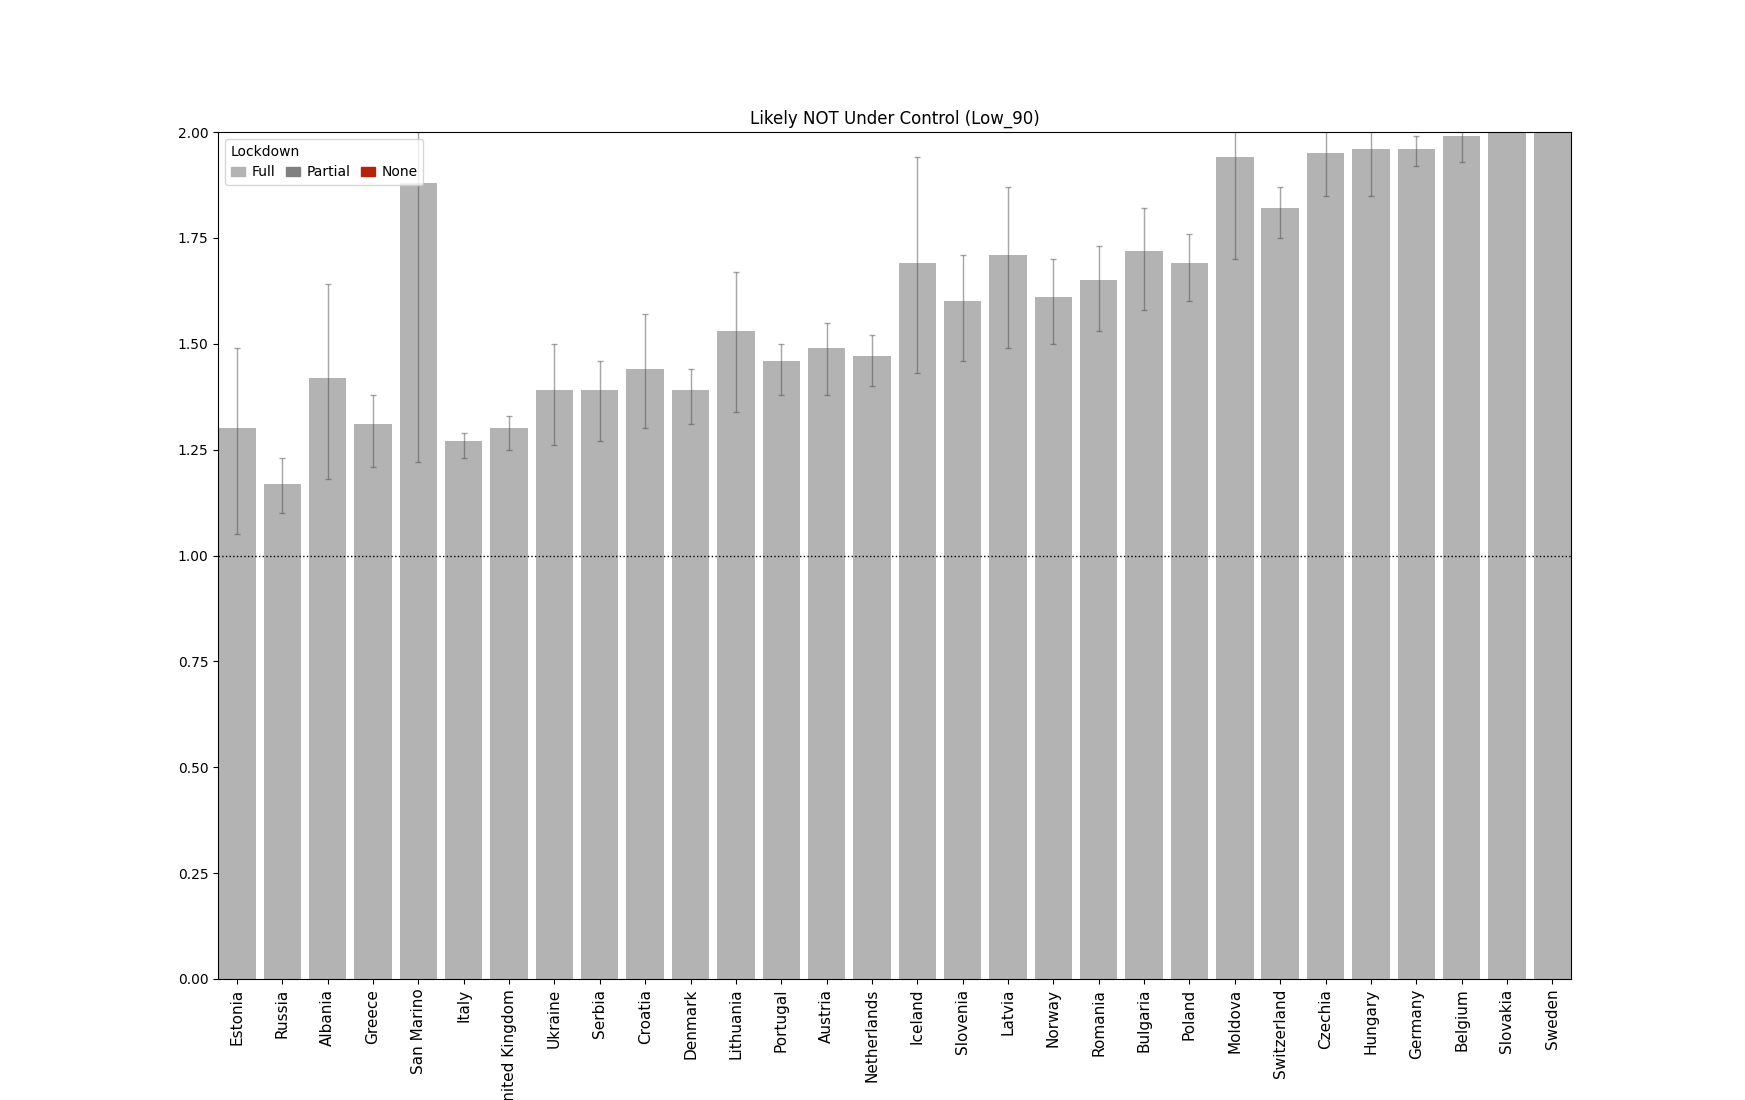 Likely NOT Under Control (Low_90)
Lockdown
Full Partial None
2.00
1.75
1.50
1.25
1.00
0.75
0.50
0.25
0.00
Estonia
Russia
Albania
Greece
San Marino
Italy
nited Kingdom
Ukraine
Serbia
Croatia
Denmark
Lithuania
Portugal
Austria
Netherlands
Iceland
Slovenia
Latvia
Norway
Romania
Bulgaria
Poland
Moldova
Switzerland
Czechia
Hungary
Germany
Belgium
Slovakia
Sweden